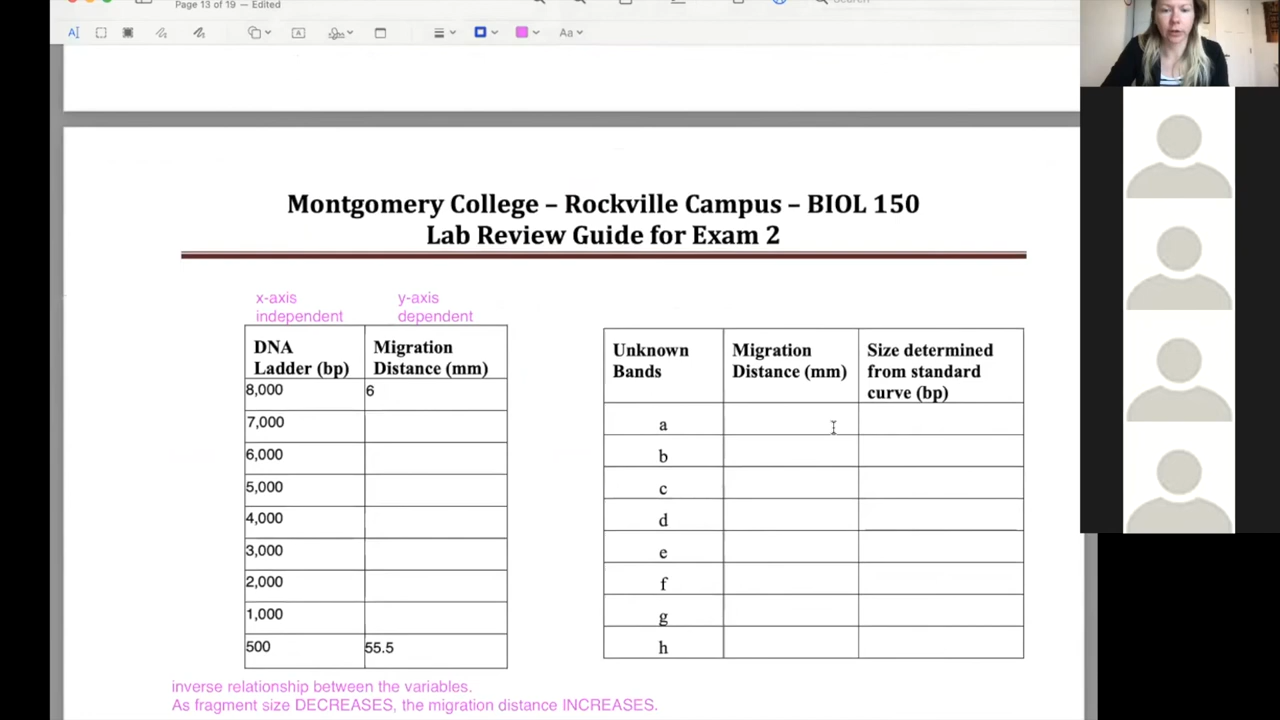 Page 13 of 19 — Edited
Search
Aa
Montgomery College – Rockville Campus – BIOL 150
Lab Review Guide for Exam 2
x-axis
independent
y-axis
dependent
DNA
Ladder (bp)
Migration
Distance (mm)
8,000
6
7,000
6,000
5,000
4,000
3,000
2,000
1,000
500
55.5
Unknown
Bands
Migration
Distance (mm)
Size determined
from standard
curve (bp)
a
b
c
d
e
f
g
h
inverse relationship between the variables.
As fragment size DECREASES, the migration distance INCREASES.